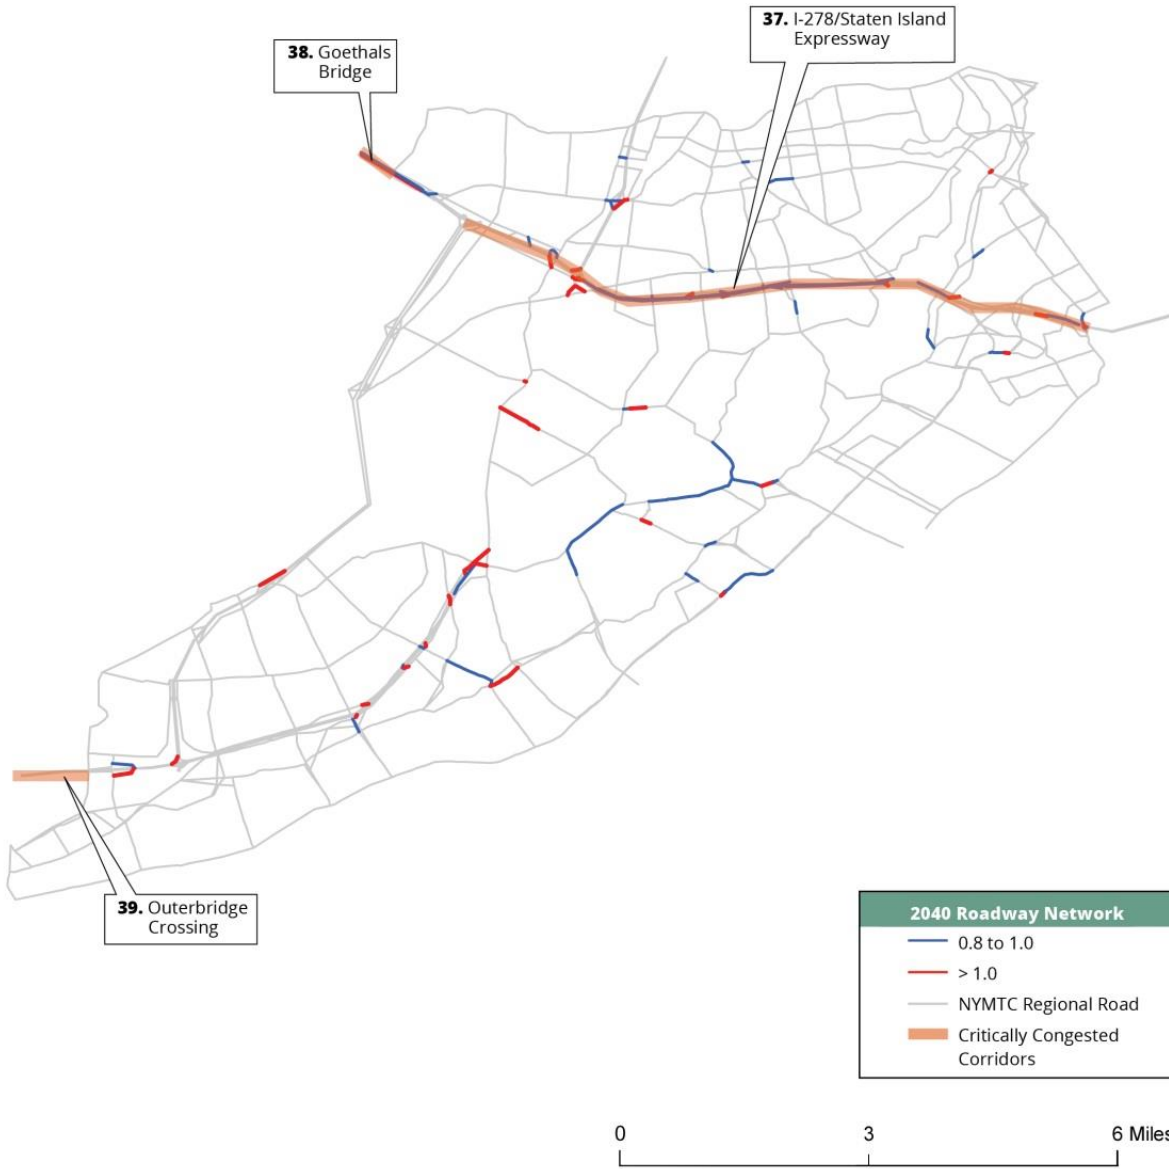 37. I-278/Staten Island
Expressway
38. Goethals
Bridge
39. Outerbridge
Crossing
2040 Roadway Network
0.8 to 1.0
> 1.0
NYMTC Regional Road
Critically Congested
Corridors
0 3 6 Miles